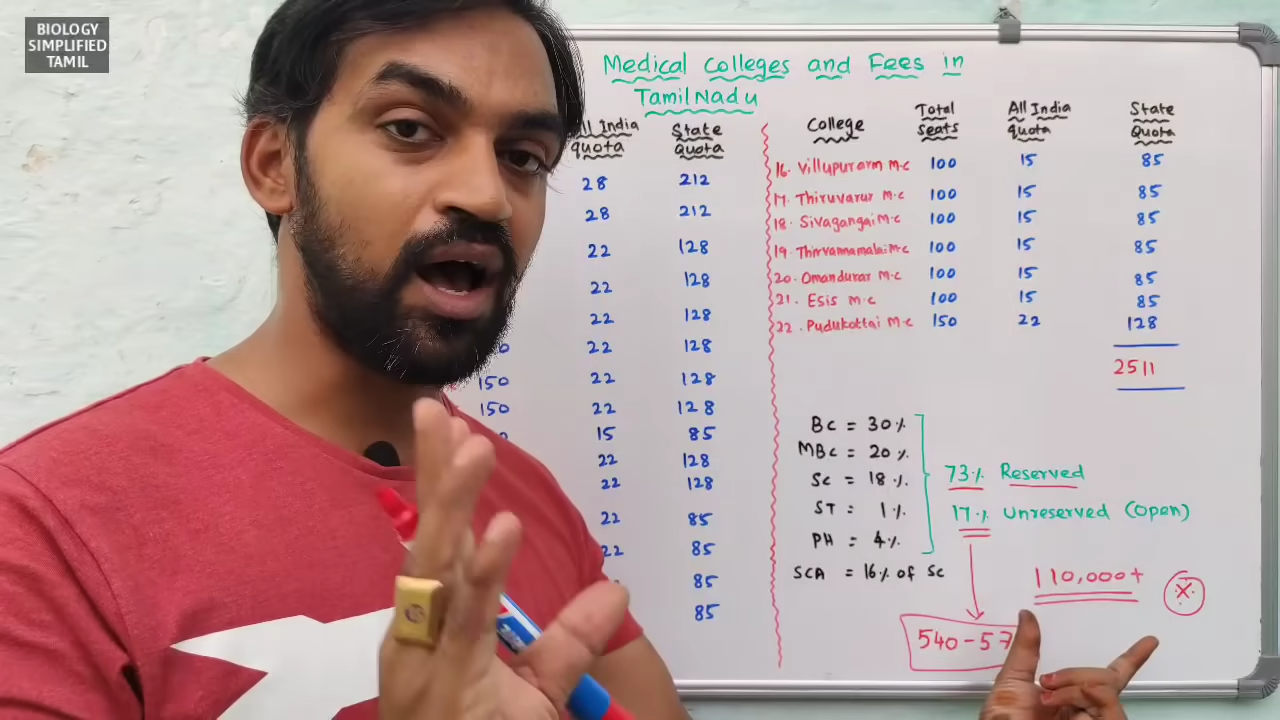 BIOLOGY
SIMPLIFIED
TAMIL
Medical Colleges and Fees in
TamilNadu
India quota State Quota
28 212
28 212
22 128
22 128
22 128
22 128
150 22 128
150 22 128
15 85
22 128
22 128
22 85
22 85
85
85
College Total seats All India quota State Quota
16. Villupuram M.C 100 15 85
17. Thiruvarur M.C 100 15 85
18. Sivagangai M.C 100 15 85
19. Thirvannamalai M.C 100 15 85
20. Omandurar M.C 100 15 85
21. Esis M.C 100 15 85
22. Pudukottai M.C 150 22 128
2511
BC = 30%
MBC = 20%
SC = 18%
ST = 1%
PH = 4%
SCA = 16% of SC
73% Reserved
17% Unreserved (open)
110,000+
540-57